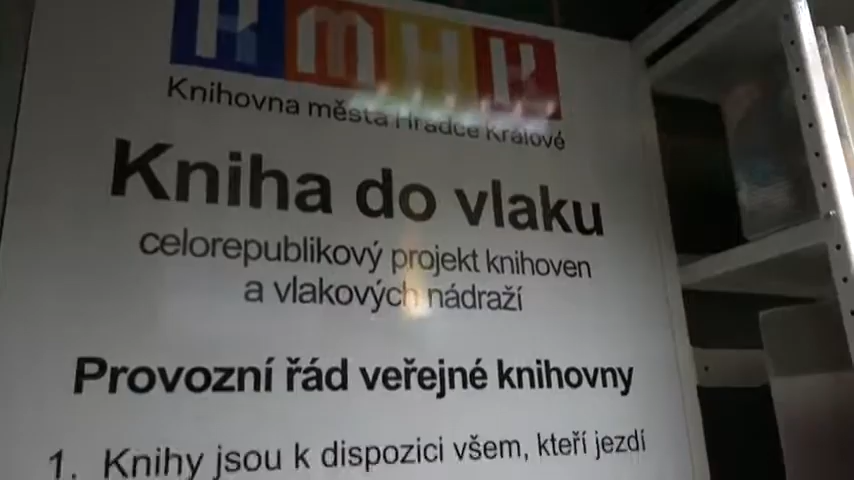 KMHK
Knihovna města Hradce Králové
Kniha do vlaku
celorepublikový projekt knihoven
a vlakových nádraží
Provozní řád veřejné knihovny
1. Knihy jsou k dispozici všem, kteří jezdí